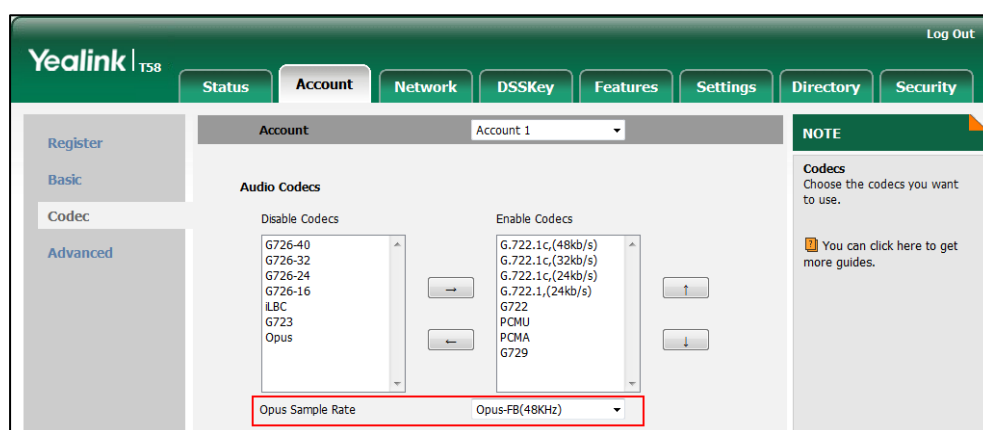 Log Out
Yealink | T58
Status Account Network DSSKey Features Settings Directory Security
Register
Basic
Codec
Advanced
Account Account 1
Audio Codecs
Disable Codecs Enable Codecs
G726-40
G726-32
G726-24
G726-16
iLBC
G723
Opus
G.722.1c,(48kb/s)
G.722.1c,(32kb/s)
G.722.1c,(24kb/s)
G.722.1,(24kb/s)
G722
PCMU
PCMA
G729
→
←
↑
↓
Opus Sample Rate Opus-FB(48KHz)
NOTE
Codecs
Choose the codecs you want
to use.
? You can click here to get
more guides.